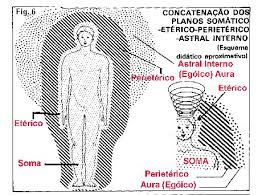 Fig. 6
CONCATENAÇÃO DOS
PLANOS SOMÁTICO
-ETÉRICO-PERIETÉRICO
-ASTRAL INTERNO
(Esquema
didático aproximativo)
Astral Interno
(Egóico) Aura
Perietérico
Etérico
Etérico
Soma
SOMA
Perietérico
Aura (Egóico)